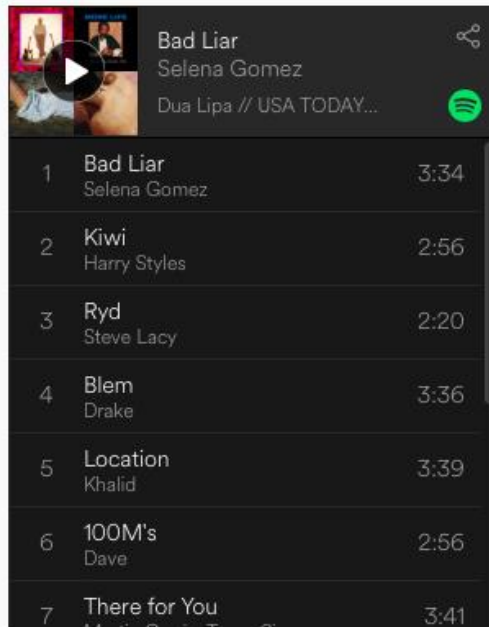 MORE LIFE
Bad Liar
Selena Gomez
Dua Lipa // USA TODAY...
1 Bad Liar 3:34
Selena Gomez
2 Kiwi 2:56
Harry Styles
3 Ryd 2:20
Steve Lacy
4 Blem 3:36
Drake
5 Location 3:39
Khalid
6 100M's 2:56
Dave
7 There for You 3:41